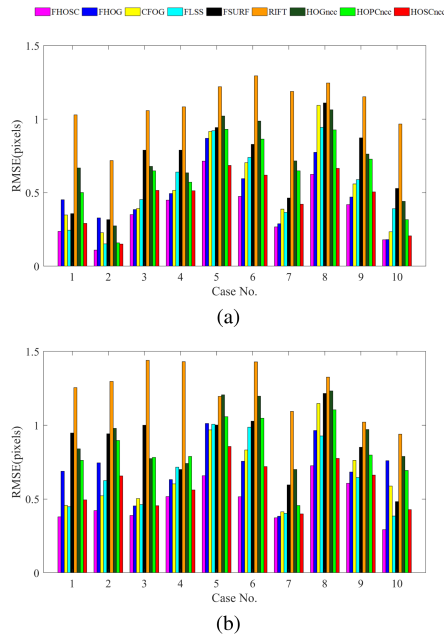 FHOSC FHOG CFOG FLSS FSURF RIFT HOGncc HOPCncc HOSCncc
1.5
1
0.5
0
RMSE(pixels)
1 2 3 4 5 6 7 8 9 10
Case No.
(a)
1.5
1
0.5
0
RMSE(pixels)
1 2 3 4 5 6 7 8 9 10
Case No.
(b)